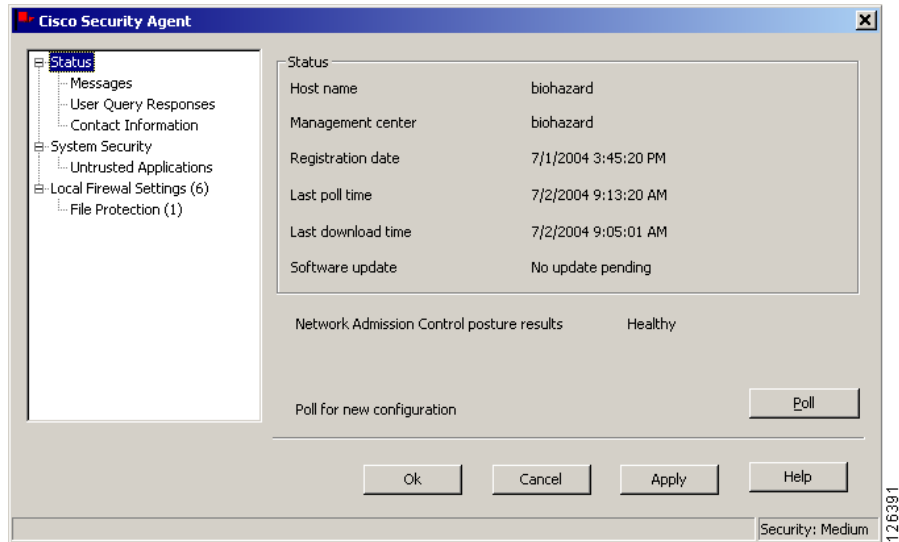 Cisco Security Agent
Status
Messages
User Query Responses
Contact Information
System Security
Untrusted Applications
Local Firewal Settings (6)
File Protection (1)
Status
Host name biohazard
Management center biohazard
Registration date 7/1/2004 3:45:20 PM
Last poll time 7/2/2004 9:13:20 AM
Last download time 7/2/2004 9:05:01 AM
Software update No update pending
Network Admission Control posture results Healthy
Poll for new configuration Poll
Ok Cancel Apply Help
Security: Medium
126391